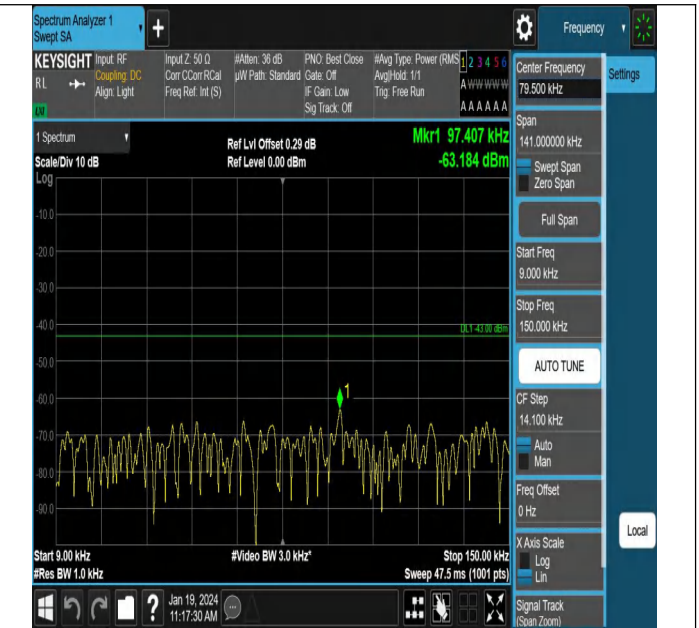 Spectrum Analyzer 1
Swept SA
+
Frequency
KEYSIGHT
RL
Input: RF
Coupling: DC
Align: Light
Input Z: 50 Ω
Corr CCorr RCal
Freq Ref: Int (S)
#Atten: 36 dB
µW Path: Standard
PNO: Best Close
Gate: Off
IF Gain: Low
Sig Track: Off
#Avg Type: Power (RMS
Avg|Hold: 1/1
Trig: Free Run
1 2 3 4 5 6
A W W W W W
A A A A A A
Center Frequency
79.500 kHz
Settings
Span
141.000000 kHz
Swept Span
Zero Span
Full Span
Start Freq
9.000 kHz
Stop Freq
150.000 kHz
AUTO TUNE
CF Step
14.100 kHz
Auto
Man
Freq Offset
0 Hz
X Axis Scale
Log
Lin
Signal Track
(Span Zoom)
Local
1 Spectrum
Scale/Div 10 dB
Log
Ref Lvl Offset 0.29 dB
Ref Level 0.00 dBm
Mkr1 97.407 kHz
-63.184 dBm
-10.0
-20.0
-30.0
-40.0
DL1 -43.00 dBm
-50.0
-60.0
1
-70.0
-80.0
-90.0
Start 9.00 kHz
#Video BW 3.0 kHz*
Stop 150.00 kHz
#Res BW 1.0 kHz
Sweep 47.5 ms (1001 pts)
?
Jan 19, 2024
11:17:30 AM